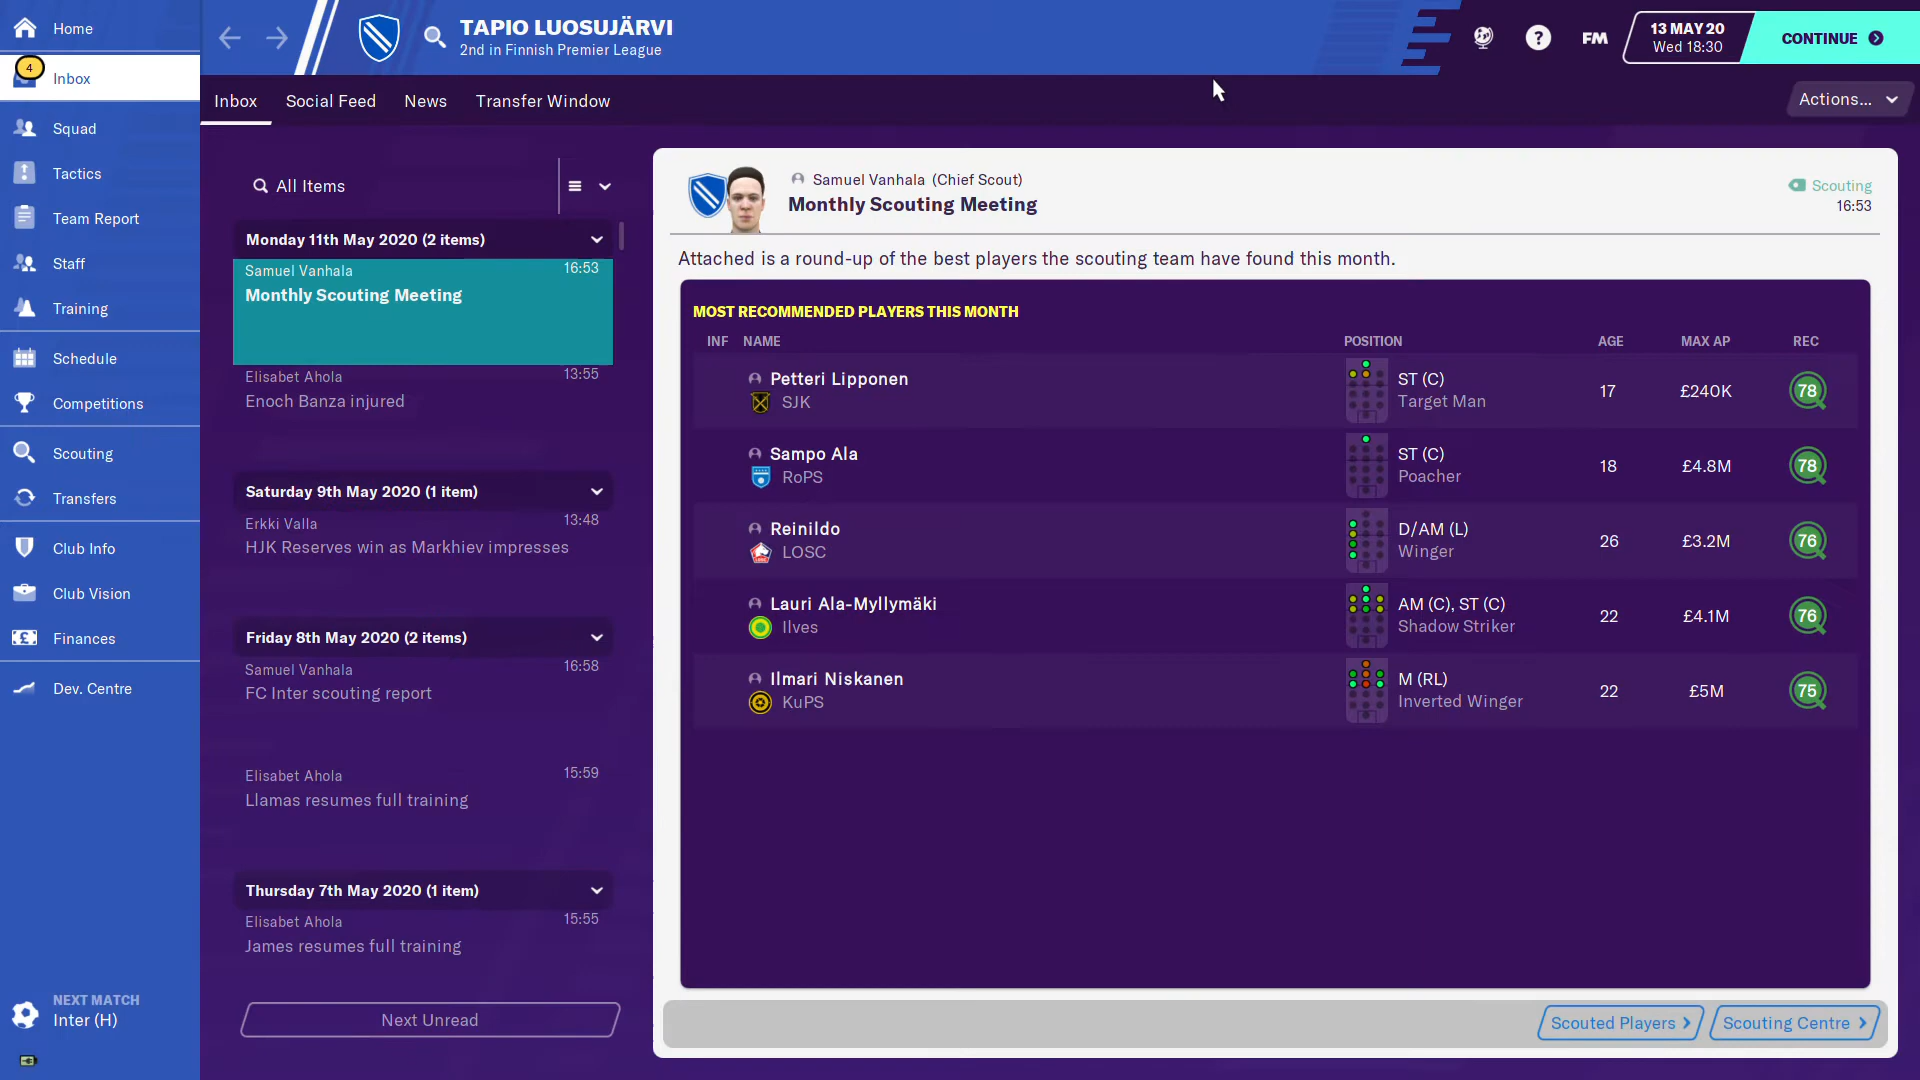 Home
4
Inbox
Squad
Tactics
Team Report
Staff
Training
Schedule
Competitions
Scouting
Transfers
Club Info
Club Vision
Finances
Dev. Centre
NEXT MATCH
Inter (H)
TAPIO LUOSUJÄRVI
2nd in Finnish Premier League
?
FM
13 MAY 20
Wed 18:30
CONTINUE
Inbox Social Feed News Transfer Window
Actions...
All Items
Monday 11th May 2020 (2 items)
Samuel Vanhala 16:53
Monthly Scouting Meeting
Elisabet Ahola 13:55
Enoch Banza injured
Saturday 9th May 2020 (1 item)
Erkki Valla 13:48
HJK Reserves win as Markhiev impresses
Friday 8th May 2020 (2 items)
Samuel Vanhala 16:58
FC Inter scouting report
Elisabet Ahola 15:59
Llamas resumes full training
Thursday 7th May 2020 (1 item)
Elisabet Ahola 15:55
James resumes full training
Next Unread
Samuel Vanhala (Chief Scout)
Monthly Scouting Meeting
Scouting
16:53
Attached is a round-up of the best players the scouting team have found this month.
MOST RECOMMENDED PLAYERS THIS MONTH
INF NAME POSITION AGE MAX AP REC
Petteri Lipponen ST (C) 17 £240K 78
SJK Target Man
Sampo Ala ST (C) 18 £4.8M 78
RoPS Poacher
Reinildo D/AM (L) 26 £3.2M 76
LOSC Winger
Lauri Ala-Myllymäki AM (C), ST (C) 22 £4.1M 76
Ilves Shadow Striker
Ilmari Niskanen M (RL) 22 £5M 75
KuPS Inverted Winger
Scouted Players Scouting Centre